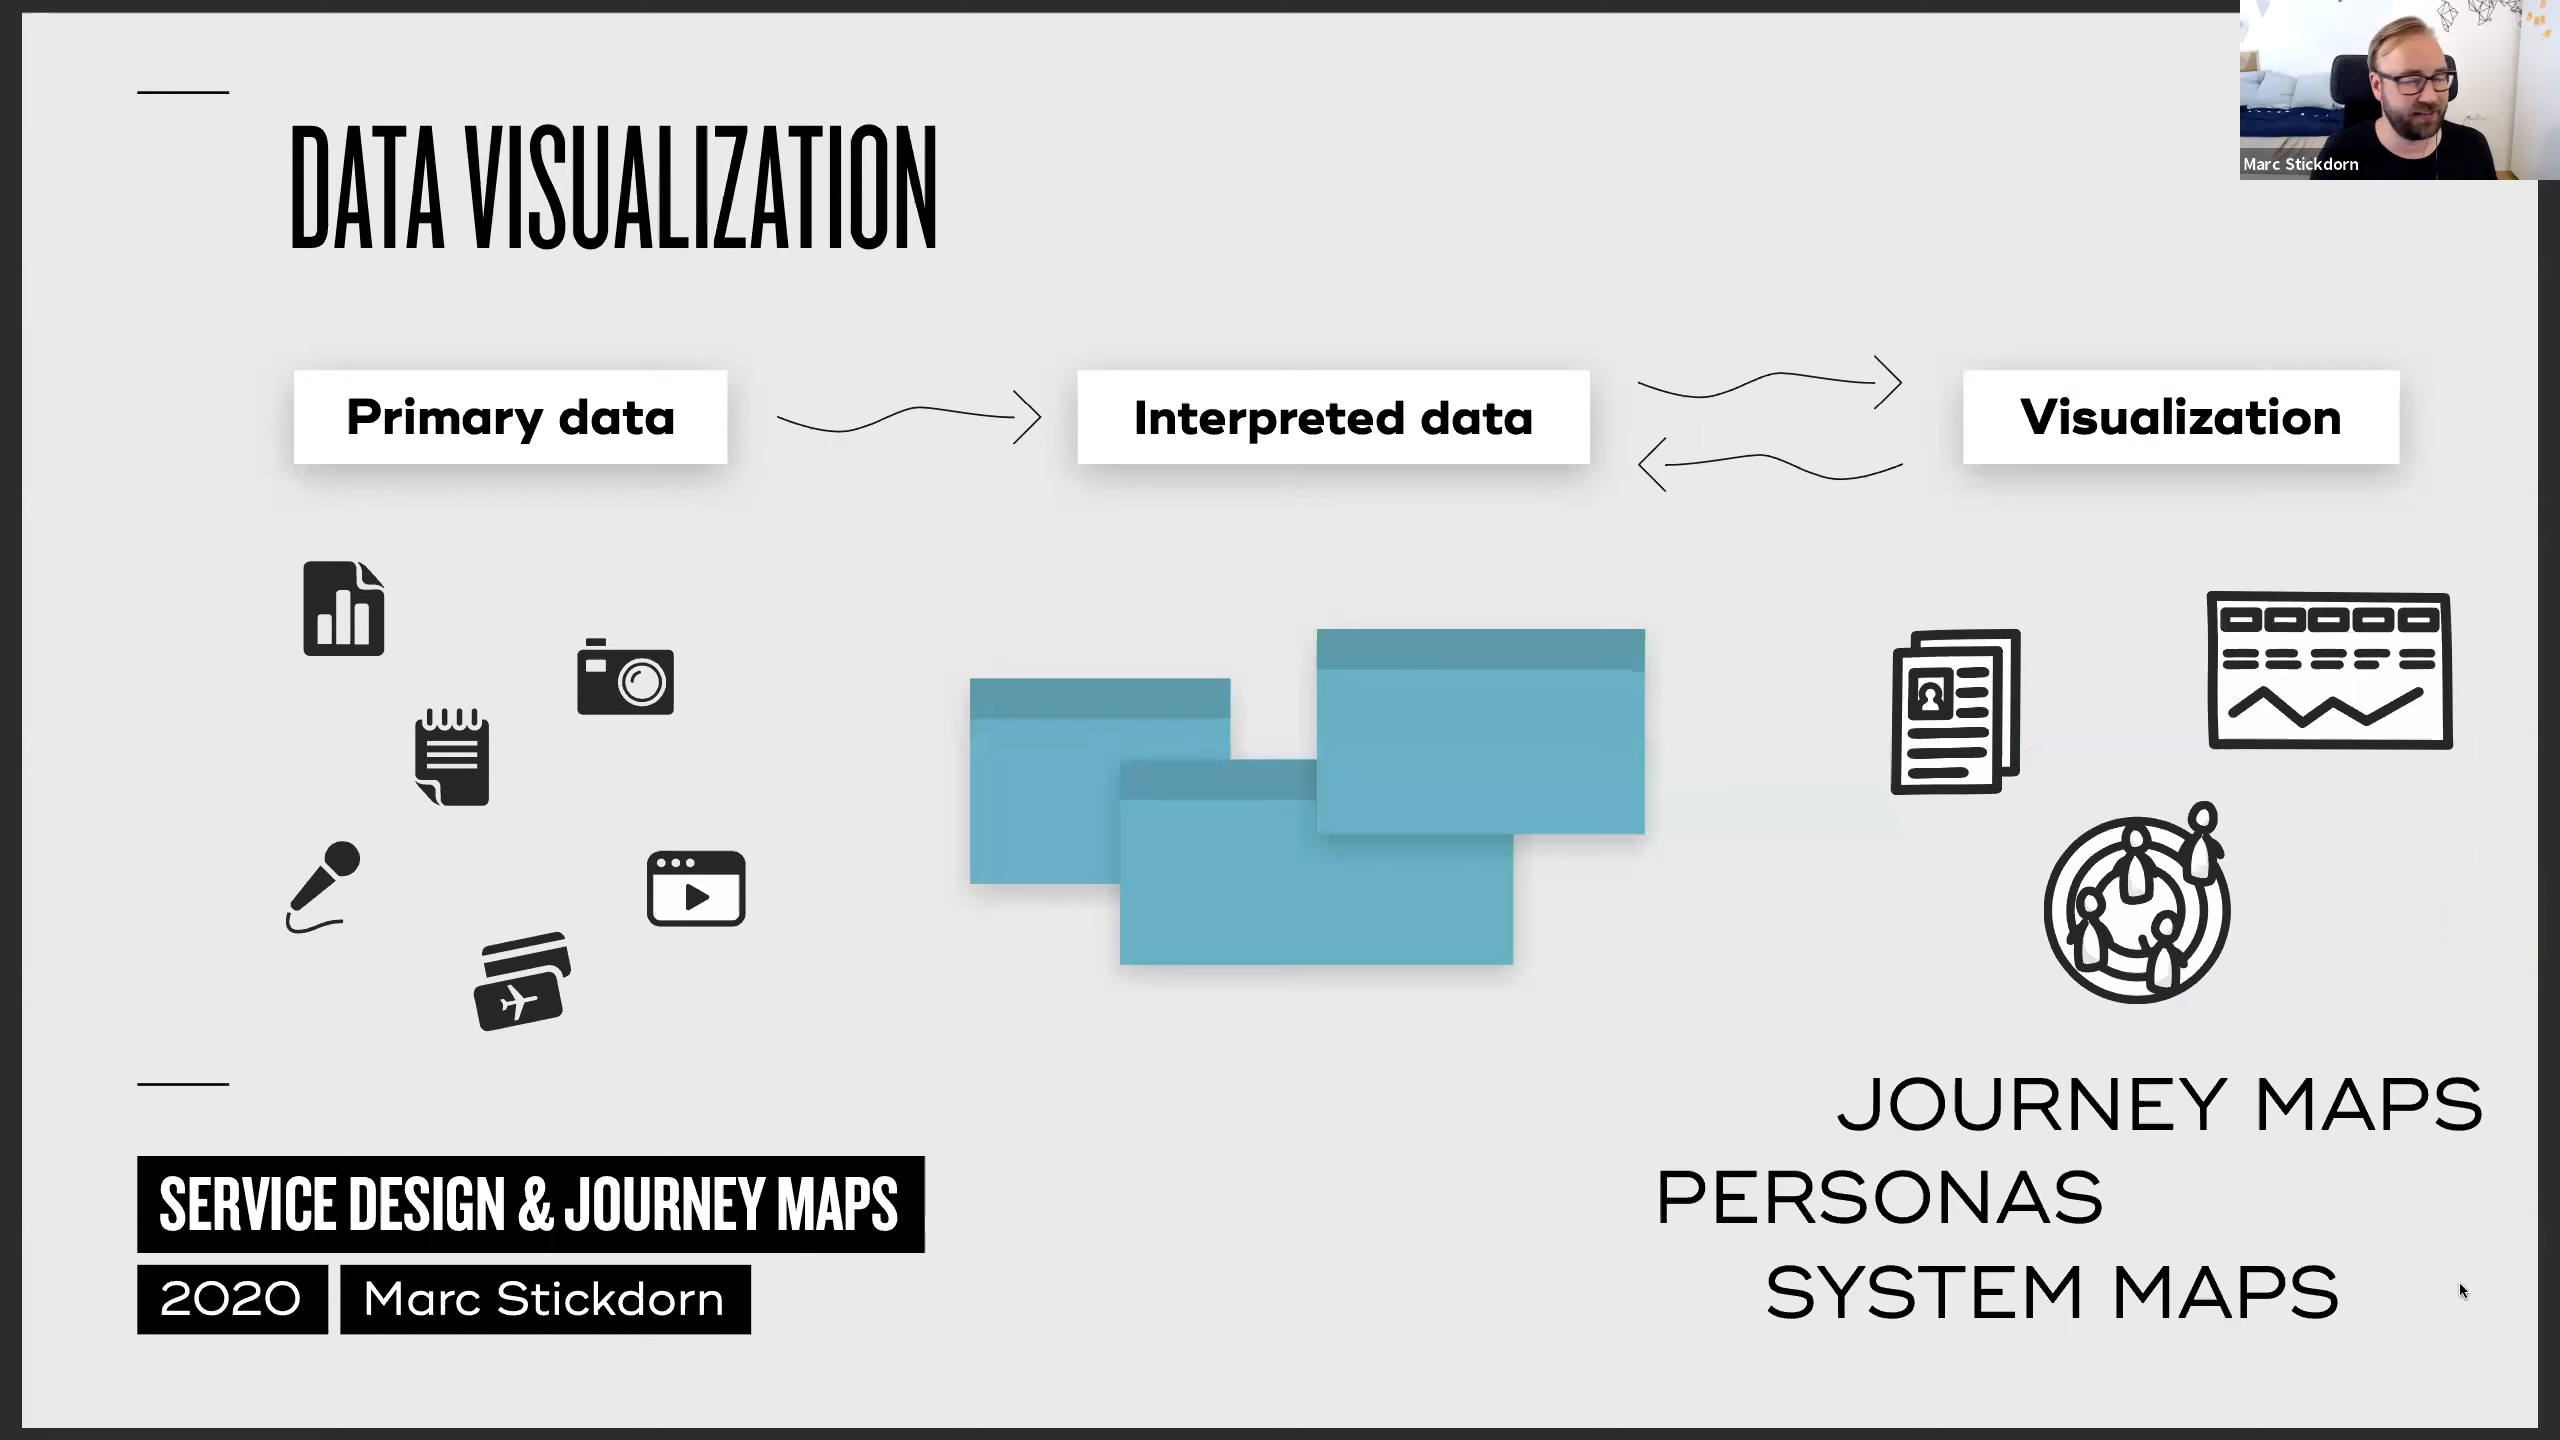 Marc Stickdorn
DATA VISUALIZATION
Primary data
Interpreted data
Visualization
JOURNEY MAPS
PERSONAS
SYSTEM MAPS
SERVICE DESIGN & JOURNEY MAPS
2020
Marc Stickdorn